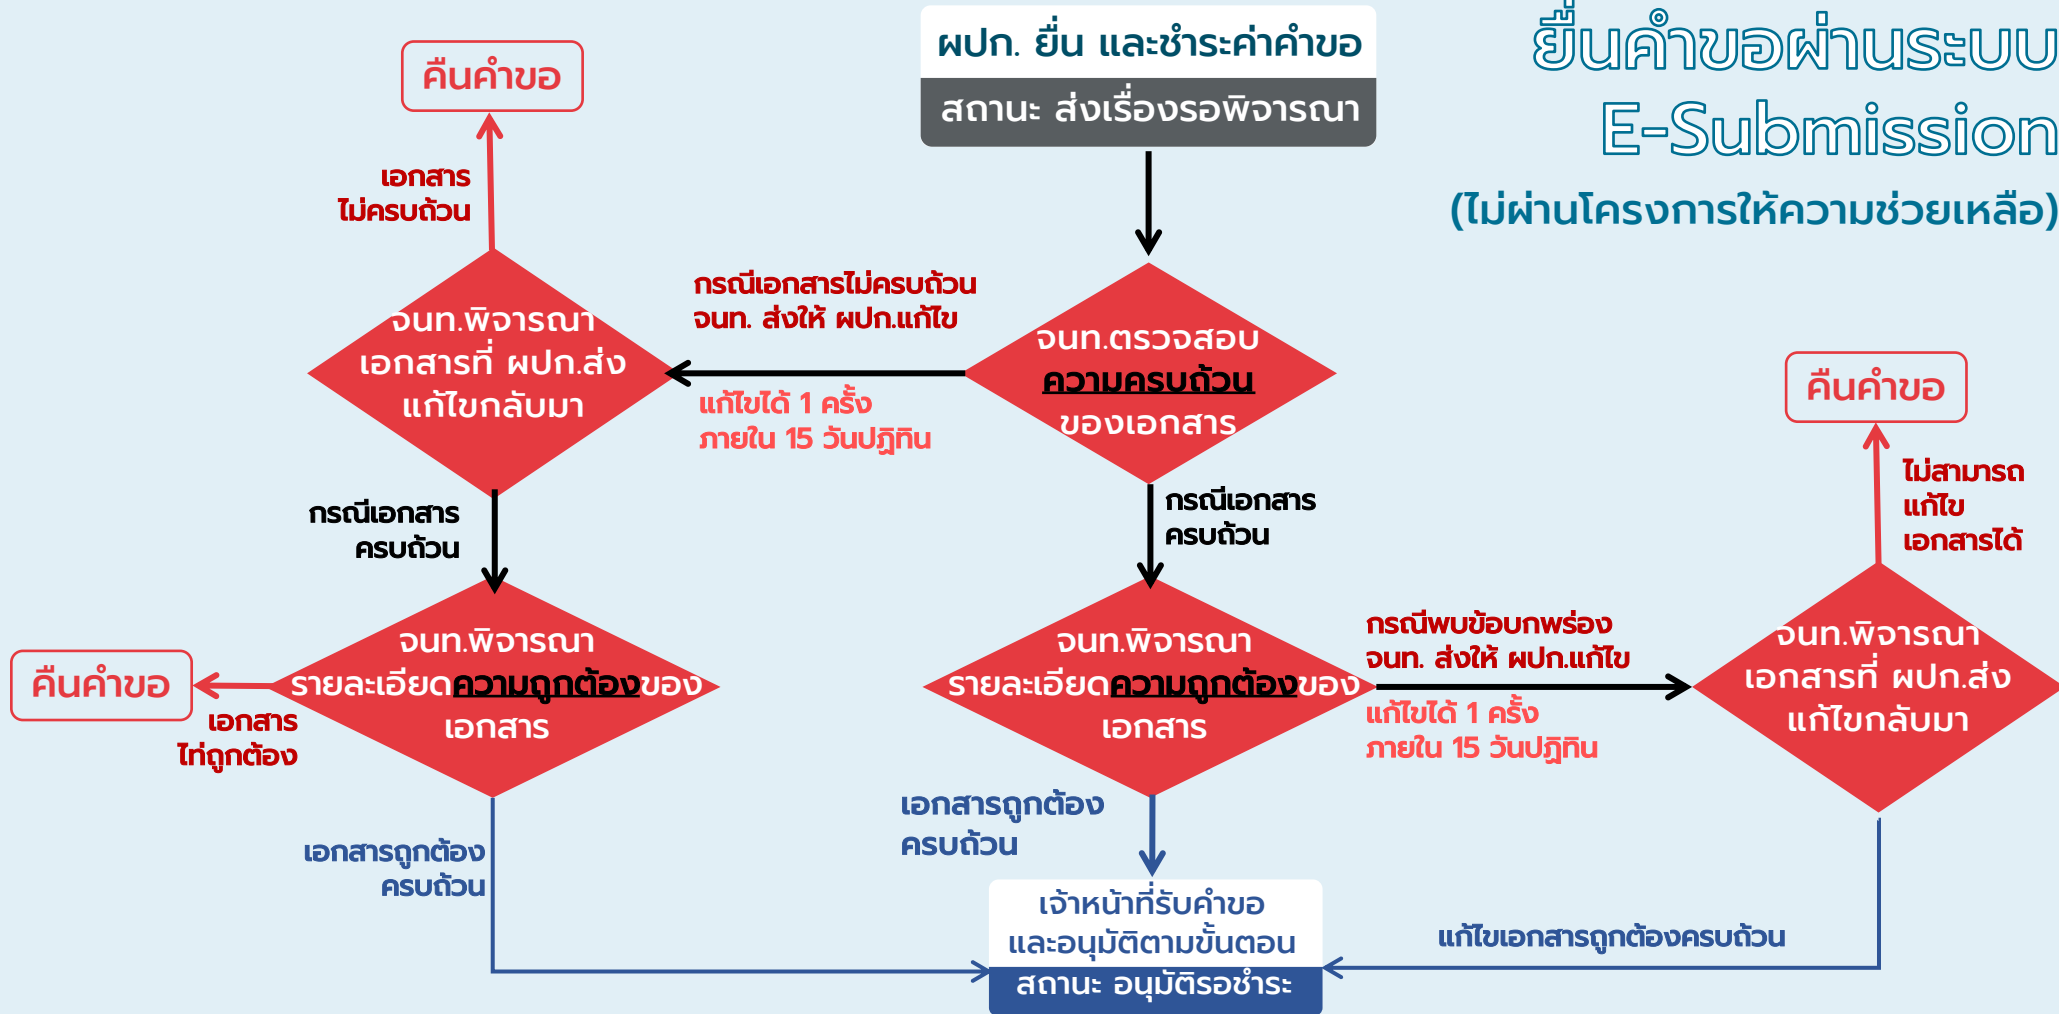 ยื่นคำขอผ่านระบบ
E-Submission
(ไม่ผ่านโครงการให้ความช่วยเหลือ)
ผปก. ยื่น และชำระค่าคำขอ
สถานะ ส่งเรื่องรอพิจารณา
คืนคำขอ
เอกสาร
ไม่ครบถ้วน
จนท.พิจารณา
เอกสารที่ ผปก.ส่ง
แก้ไขกลับมา
กรณีเอกสารไม่ครบถ้วน
จนท. ส่งให้ ผปก.แก้ไข
แก้ไขได้ 1 ครั้ง
ภายใน 15 วันปฏิทิน
จนท.ตรวจสอบ
ความครบถ้วน
ของเอกสาร
คืนคำขอ
ไม่สามารถ
แก้ไข
เอกสารได้
กรณีเอกสาร
ครบถ้วน
กรณีเอกสาร
ครบถ้วน
คืนคำขอ
เอกสาร
ไท่ถูกต้อง
จนท.พิจารณา
รายละเอียดความถูกต้องของ
เอกสาร
จนท.พิจารณา
รายละเอียดความถูกต้องของ
เอกสาร
กรณีพบข้อบกพร่อง
จนท. ส่งให้ ผปก.แก้ไข
แก้ไขได้ 1 ครั้ง
ภายใน 15 วันปฏิทิน
จนท.พิจารณา
เอกสารที่ ผปก.ส่ง
แก้ไขกลับมา
เอกสารถูกต้อง
ครบถ้วน
เอกสารถูกต้อง
ครบถ้วน
เจ้าหน้าที่รับคำขอ
และอนุมัติตามขั้นตอน
สถานะ อนุมัติรอชำระ
แก้ไขเอกสารถูกต้องครบถ้วน